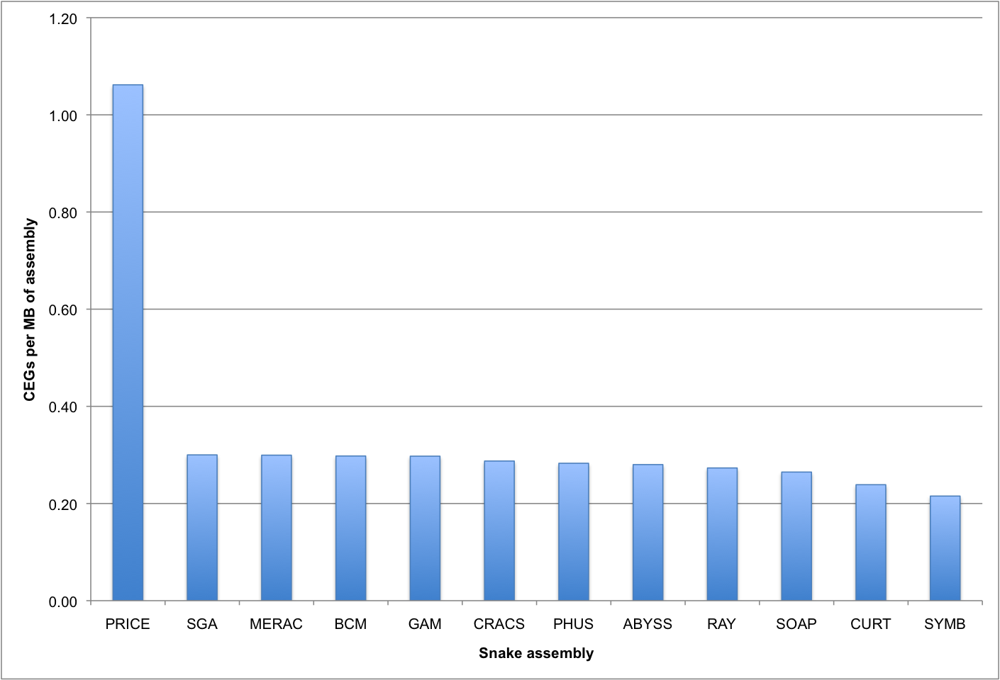 1.20
1.00
0.80
0.60
0.40
0.20
0.00
CEGs per MB of assembly
PRICE SGA MERAC BCM GAM CRACS PHUS ABYSS RAY SOAP CURT SYMB
Snake assembly